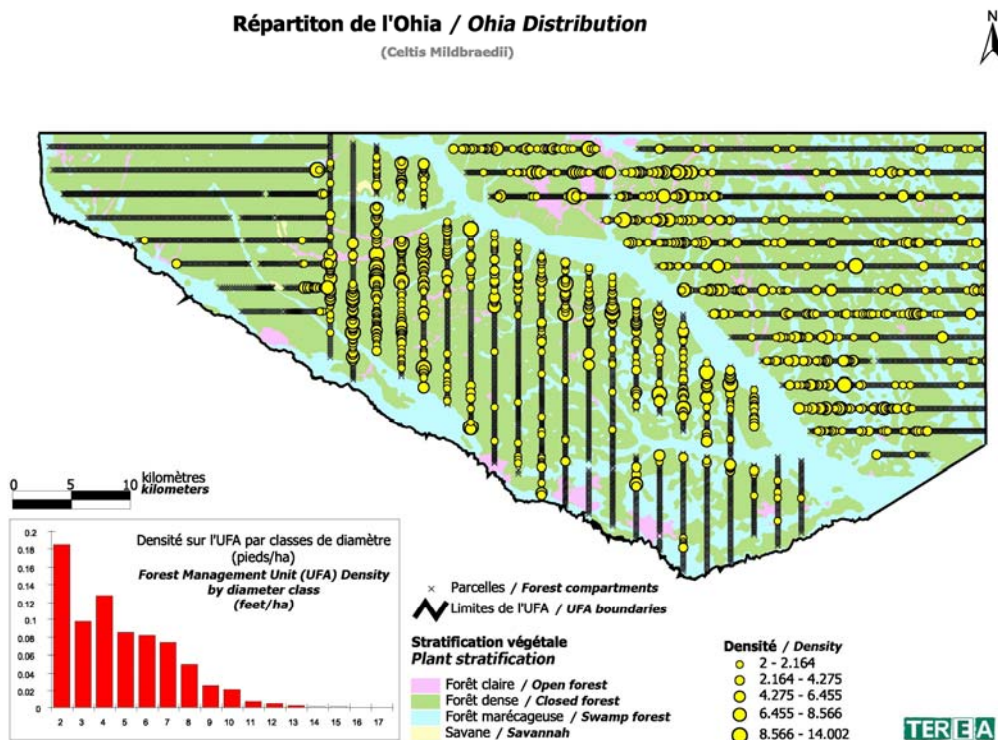 Répartiton de l'Ohia / Ohia Distribution
(Celtis Mildbraedii)
N
kilomètres
kilometers
0 5 10
Densité sur l'UFA par classes de diamètre
(pieds/ha)
Forest Management Unit (UFA) Density
by diameter class
(feet/ha)
0.2
0.18
0.16
0.14
0.12
0.1
0.08
0.06
0.04
0.02
0
2 3 4 5 6 7 8 9 10 11 12 13 14 15 16 17
Parcelles / Forest compartments
Limites de l'UFA / UFA boundaries
Stratification végétale
Plant stratification
Forêt claire / Open forest
Forêt dense / Closed forest
Forêt marécageuse / Swamp forest
Savane / Savannah
Densité / Density
2 - 2.164
2.164 - 4.275
4.275 - 6.455
6.455 - 8.566
8.566 - 14.002
TEREA